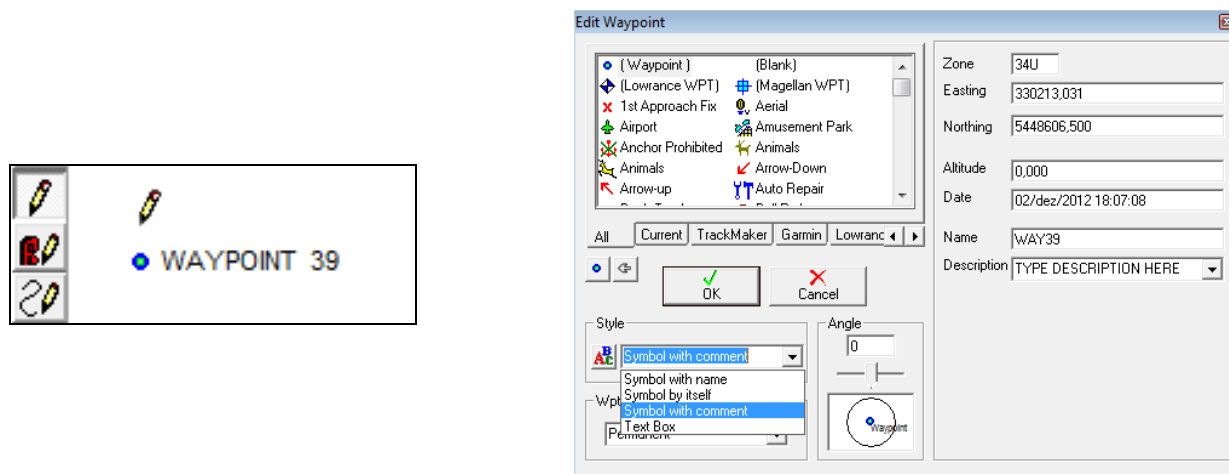 WAYPOINT 39
Edit Waypoint
(Waypoint) (Blank)
(Lowrance WPT) (Magellan WPT)
1st Approach Fix Aerial
Airport Amusement Park
Anchor Prohibited Animals
Animals Arrow-Down
Arrow-up Auto Repair
All Current TrackMaker Garmin Lowranc
OK Cancel
Style
ABC Symbol with comment
Symbol with name
Symbol by itself
Symbol with comment
Text Box
Wpt
Permanent
Angle
0
Waypoint
Zone 34U
Easting 330213,031
Northing 5448606,500
Altitude 0,000
Date 02/dez/2012 18:07:08
Name WAY39
Description TYPE DESCRIPTION HERE